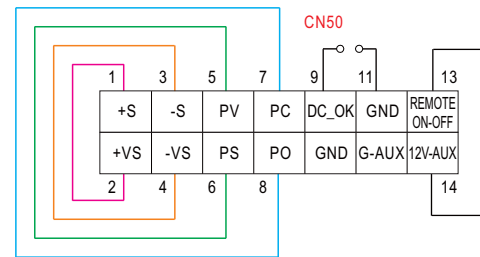 CN50
1 3 5 7 9 11 13
+S -S PV PC DC_OK GND REMOTE
ON-OFF
+VS -VS PS PO GND G-AUX 12V-AUX
2 4 6 8 14